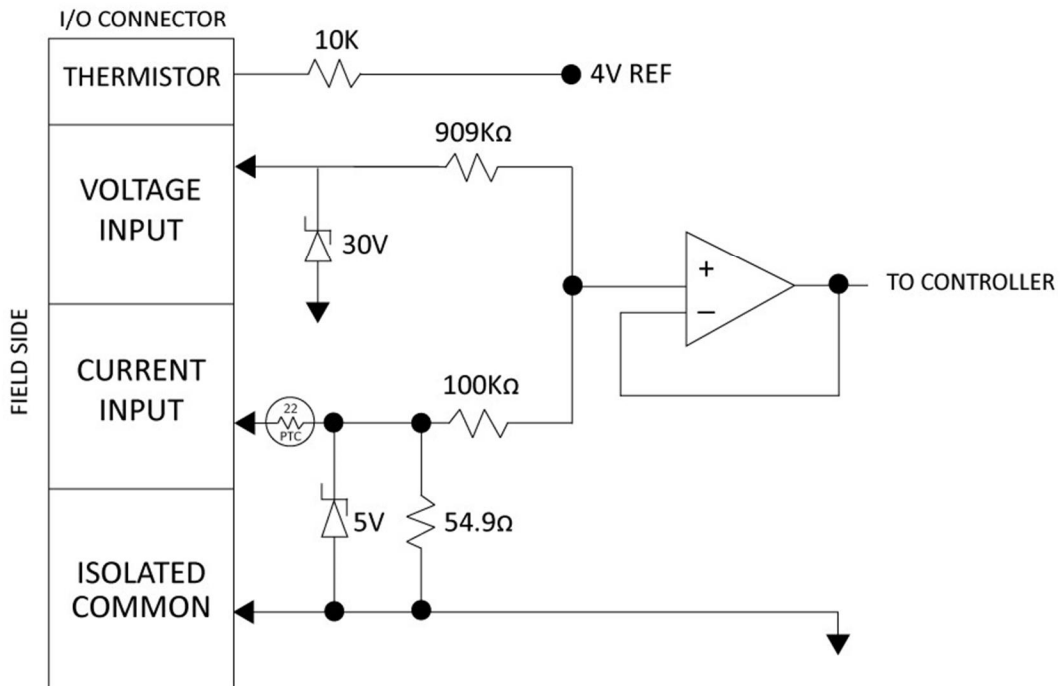 I/O CONNECTOR
THERMISTOR
10K
4V REF
909KΩ
VOLTAGE
INPUT
30V
+
−
TO CONTROLLER
FIELD SIDE
CURRENT
INPUT
22
PTC
100KΩ
5V
54.9Ω
ISOLATED
COMMON